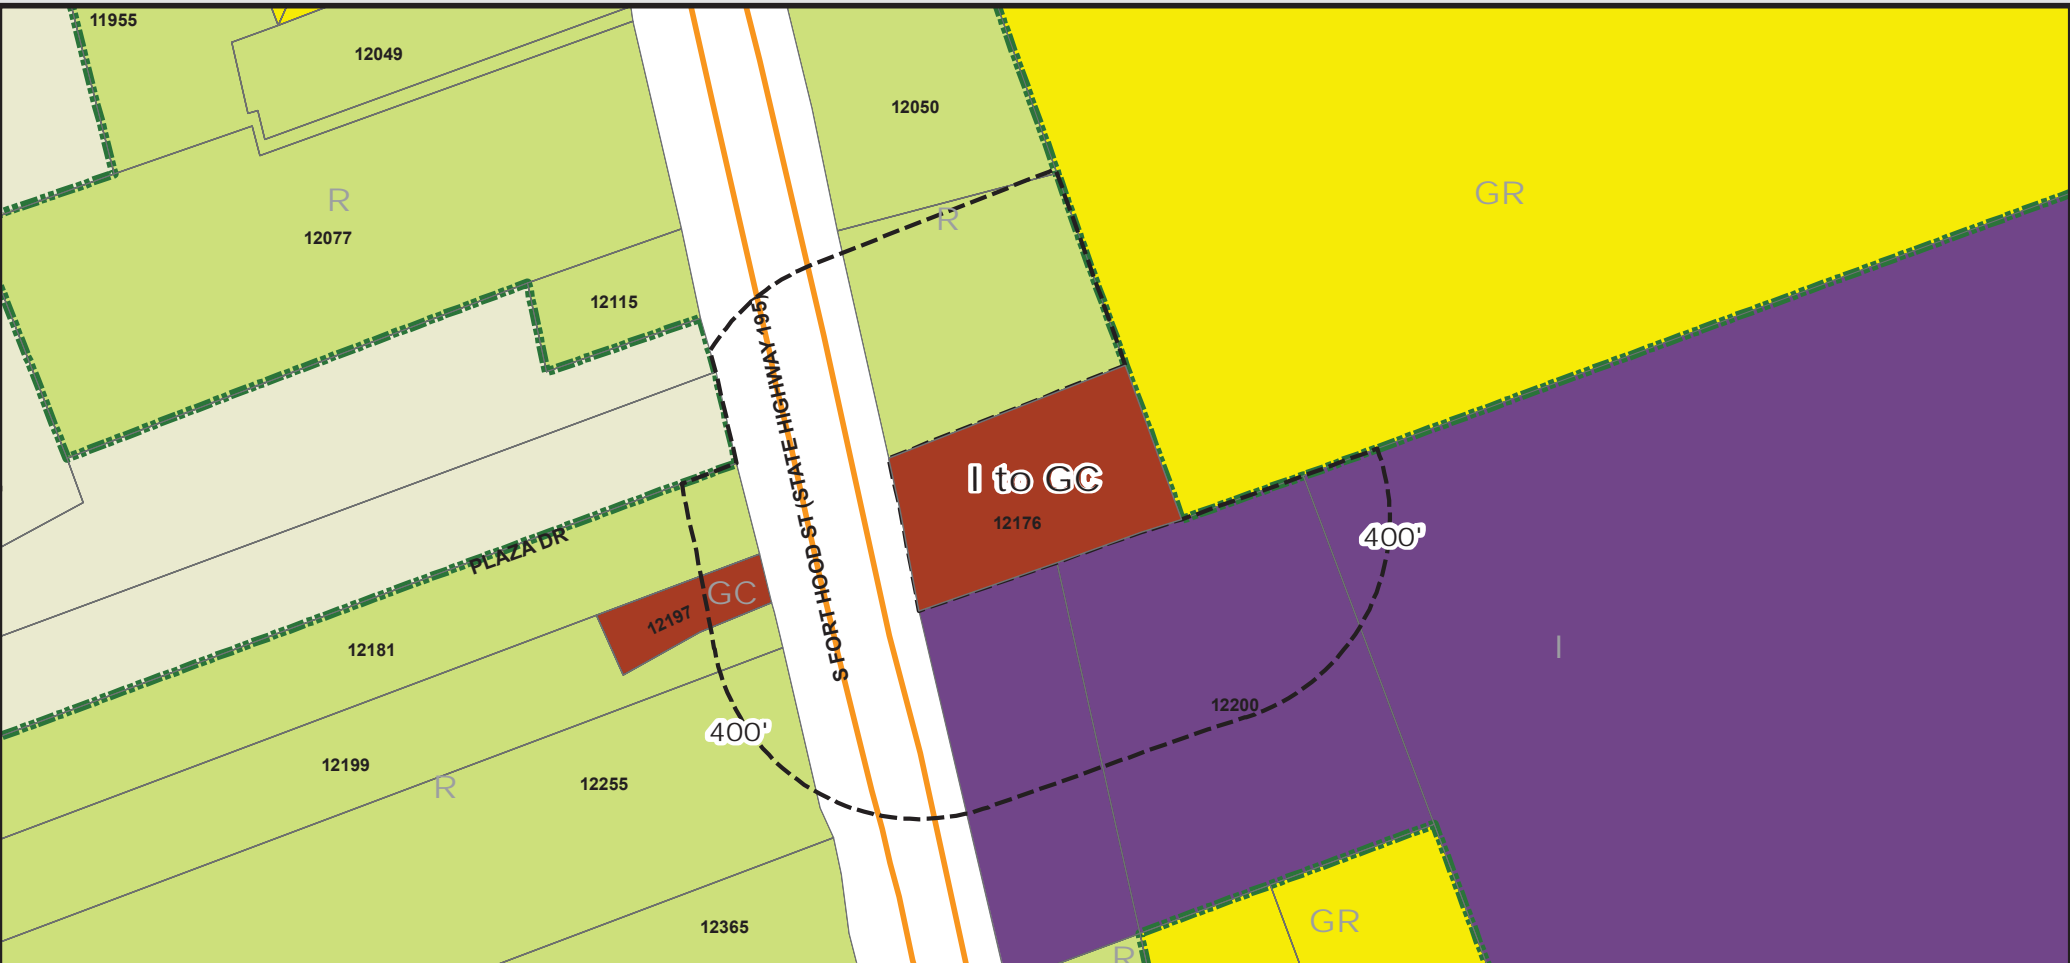 11955
12049
12050
GR
R
R
12077
12115
S FORT HOOD ST (STATE HIGHWAY 195)
I to GC
12176
400'
PLAZA DR
GC
12197
12181
I
12200
400'
12199
R
12255
12365
GR
R